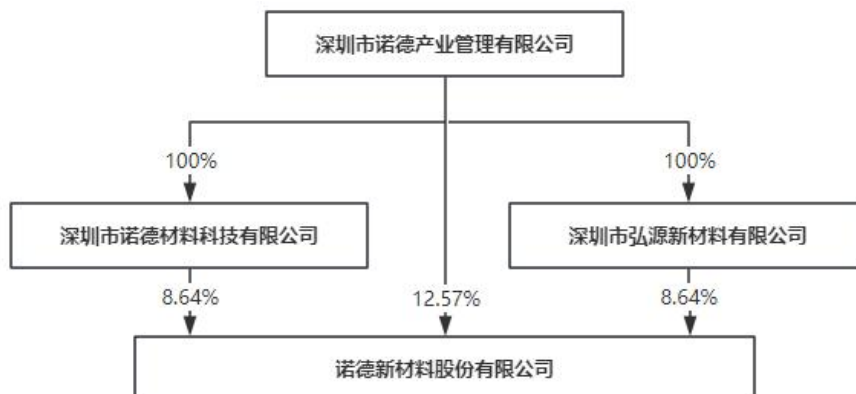 深圳市诺德产业管理有限公司
100%
100%
深圳市诺德材料科技有限公司
深圳市弘源新材料有限公司
8.64%
12.57%
8.64%
诺德新材料股份有限公司